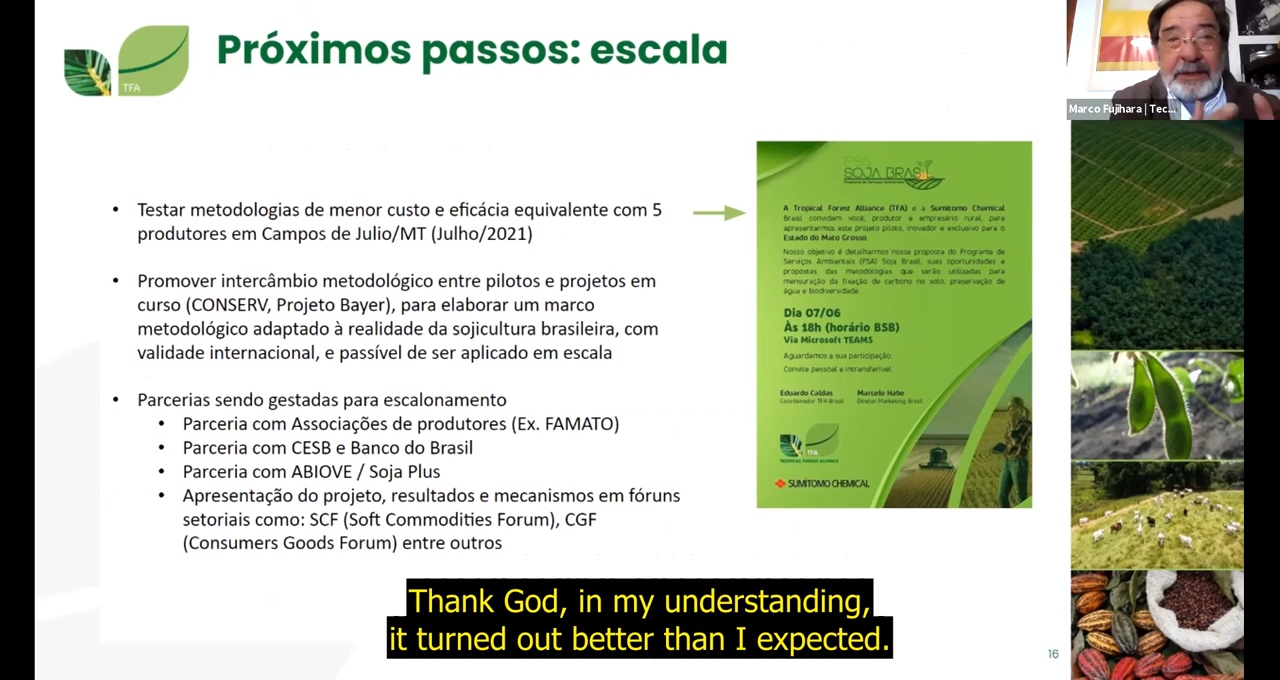 TFA
Próximos passos: escala
Marco Fujihara | Tec...
• Testar metodologias de menor custo e eficácia equivalente com 5
produtores em Campos de Julio/MT (Julho/2021)
• Promover intercâmbio metodológico entre pilotos e projetos em
curso (CONSERV, Projeto Bayer), para elaborar um marco
metodológico adaptado à realidade da sojicultura brasileira, com
validade internacional, e passível de ser aplicado em escala
• Parcerias sendo gestadas para escalonamento
• Parceria com Associações de produtores (Ex. FAMATO)
• Parceria com CESB e Banco do Brasil
• Parceria com ABIOVE / Soja Plus
• Apresentação do projeto, resultados e mecanismos em fóruns
setoriais como: SCF (Soft Commodities Forum), CGF
(Consumers Goods Forum) entre outros
PSA
SOJA BRASIL
Programa de Serviços Ambientais
A Tropical Forest Alliance (TFA) e a Sumitomo Chemical
Brasil convidam você, produtor e empresário rural, para
apresentarmos este projeto piloto, inovador e exclusivo para o
Estado do Mato Grosso.
Nosso objetivo é detalharmos nossa proposta do Programa de
Serviços Ambientais (PSA) Soja Brasil, suas oportunidades e
propostas das metodologias que serão utilizadas para
mensuração da fixação de carbono no solo, preservação de
água e biodiversidade.
Dia 07/06
Às 18h (horário BSB)
Via Microsoft TEAMS
Aguardamos a sua participação.
Convite pessoal e intransferível.
Eduardo Caldas Marcelo Habe
Coordenador TFA Brasil Diretor Marketing Brasil
TFA
TROPICAL FOREST ALLIANCE
SUMITOMO CHEMICAL
Thank God, in my understanding,
it turned out better than I expected.
16